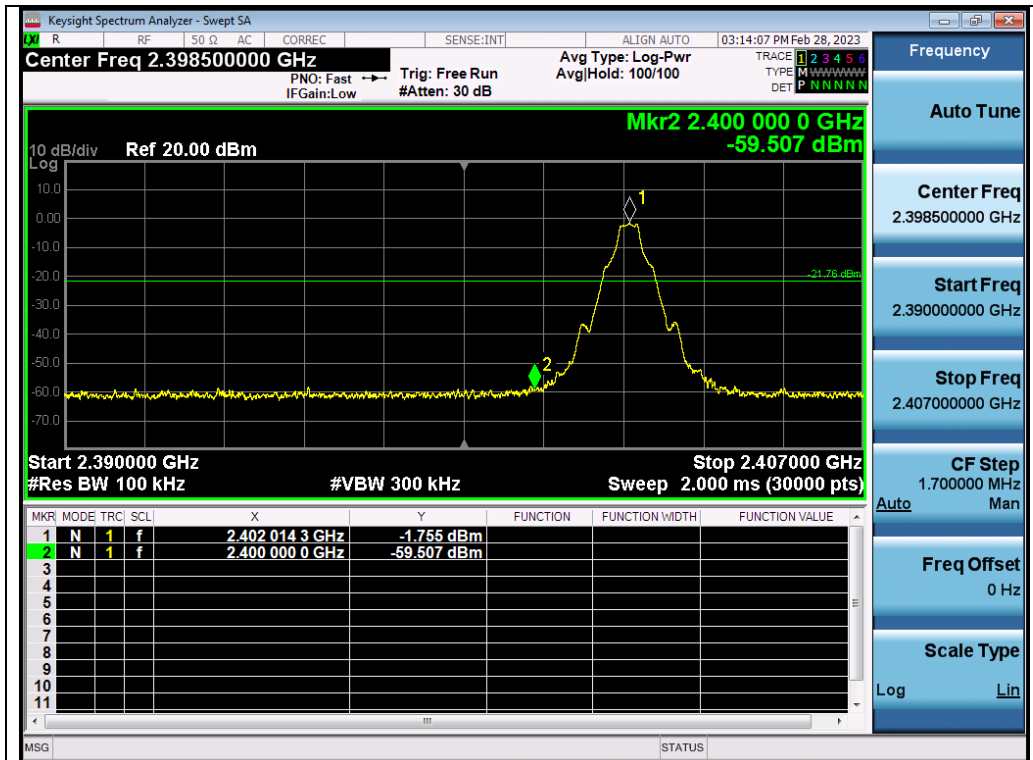 Keysight Spectrum Analyzer - Swept SA
LXI R RF 50 Ω AC CORREC SENSE:INT ALIGN AUTO 03:14:07 PM Feb 28, 2023
Center Freq 2.398500000 GHz
PNO: Fast
IFGain:Low
Trig: Free Run
#Atten: 30 dB
Avg Type: Log-Pwr
Avg|Hold: 100/100
TRACE 1 2 3 4 5 6
TYPE M WWWWW
DET P N N N N N
Mkr2 2.400 000 0 GHz
-59.507 dBm
10 dB/div Ref 20.00 dBm
Log
10.0
0.00
-10.0
-20.0
-30.0
-40.0
-50.0
-60.0
-70.0
1
-21.76 dBm
2
Start 2.390000 GHz Stop 2.407000 GHz
#Res BW 100 kHz #VBW 300 kHz Sweep 2.000 ms (30000 pts)
MKR MODE TRC SCL X Y FUNCTION FUNCTION WIDTH FUNCTION VALUE
1 N 1 f 2.402 014 3 GHz -1.755 dBm
2 N 1 f 2.400 000 0 GHz -59.507 dBm
3
4
5
6
7
8
9
10
11
MSG STATUS
Frequency
Auto Tune
Center Freq
2.398500000 GHz
Start Freq
2.390000000 GHz
Stop Freq
2.407000000 GHz
CF Step
1.700000 MHz
Auto Man
Freq Offset
0 Hz
Scale Type
Log Lin